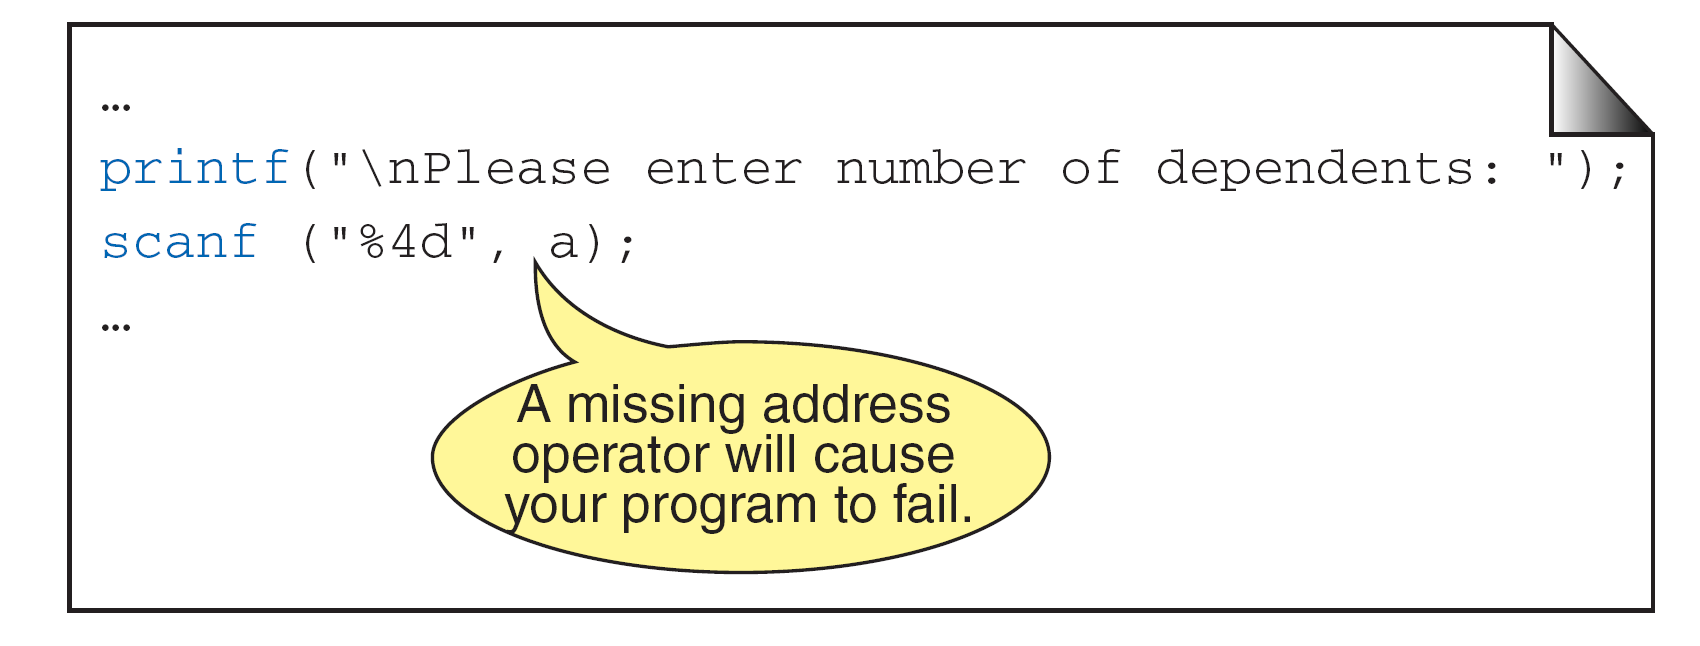 …
printf("\nPlease enter number of dependents: ");
scanf ("%4d", a);
…
A missing address
operator will cause
your program to fail.